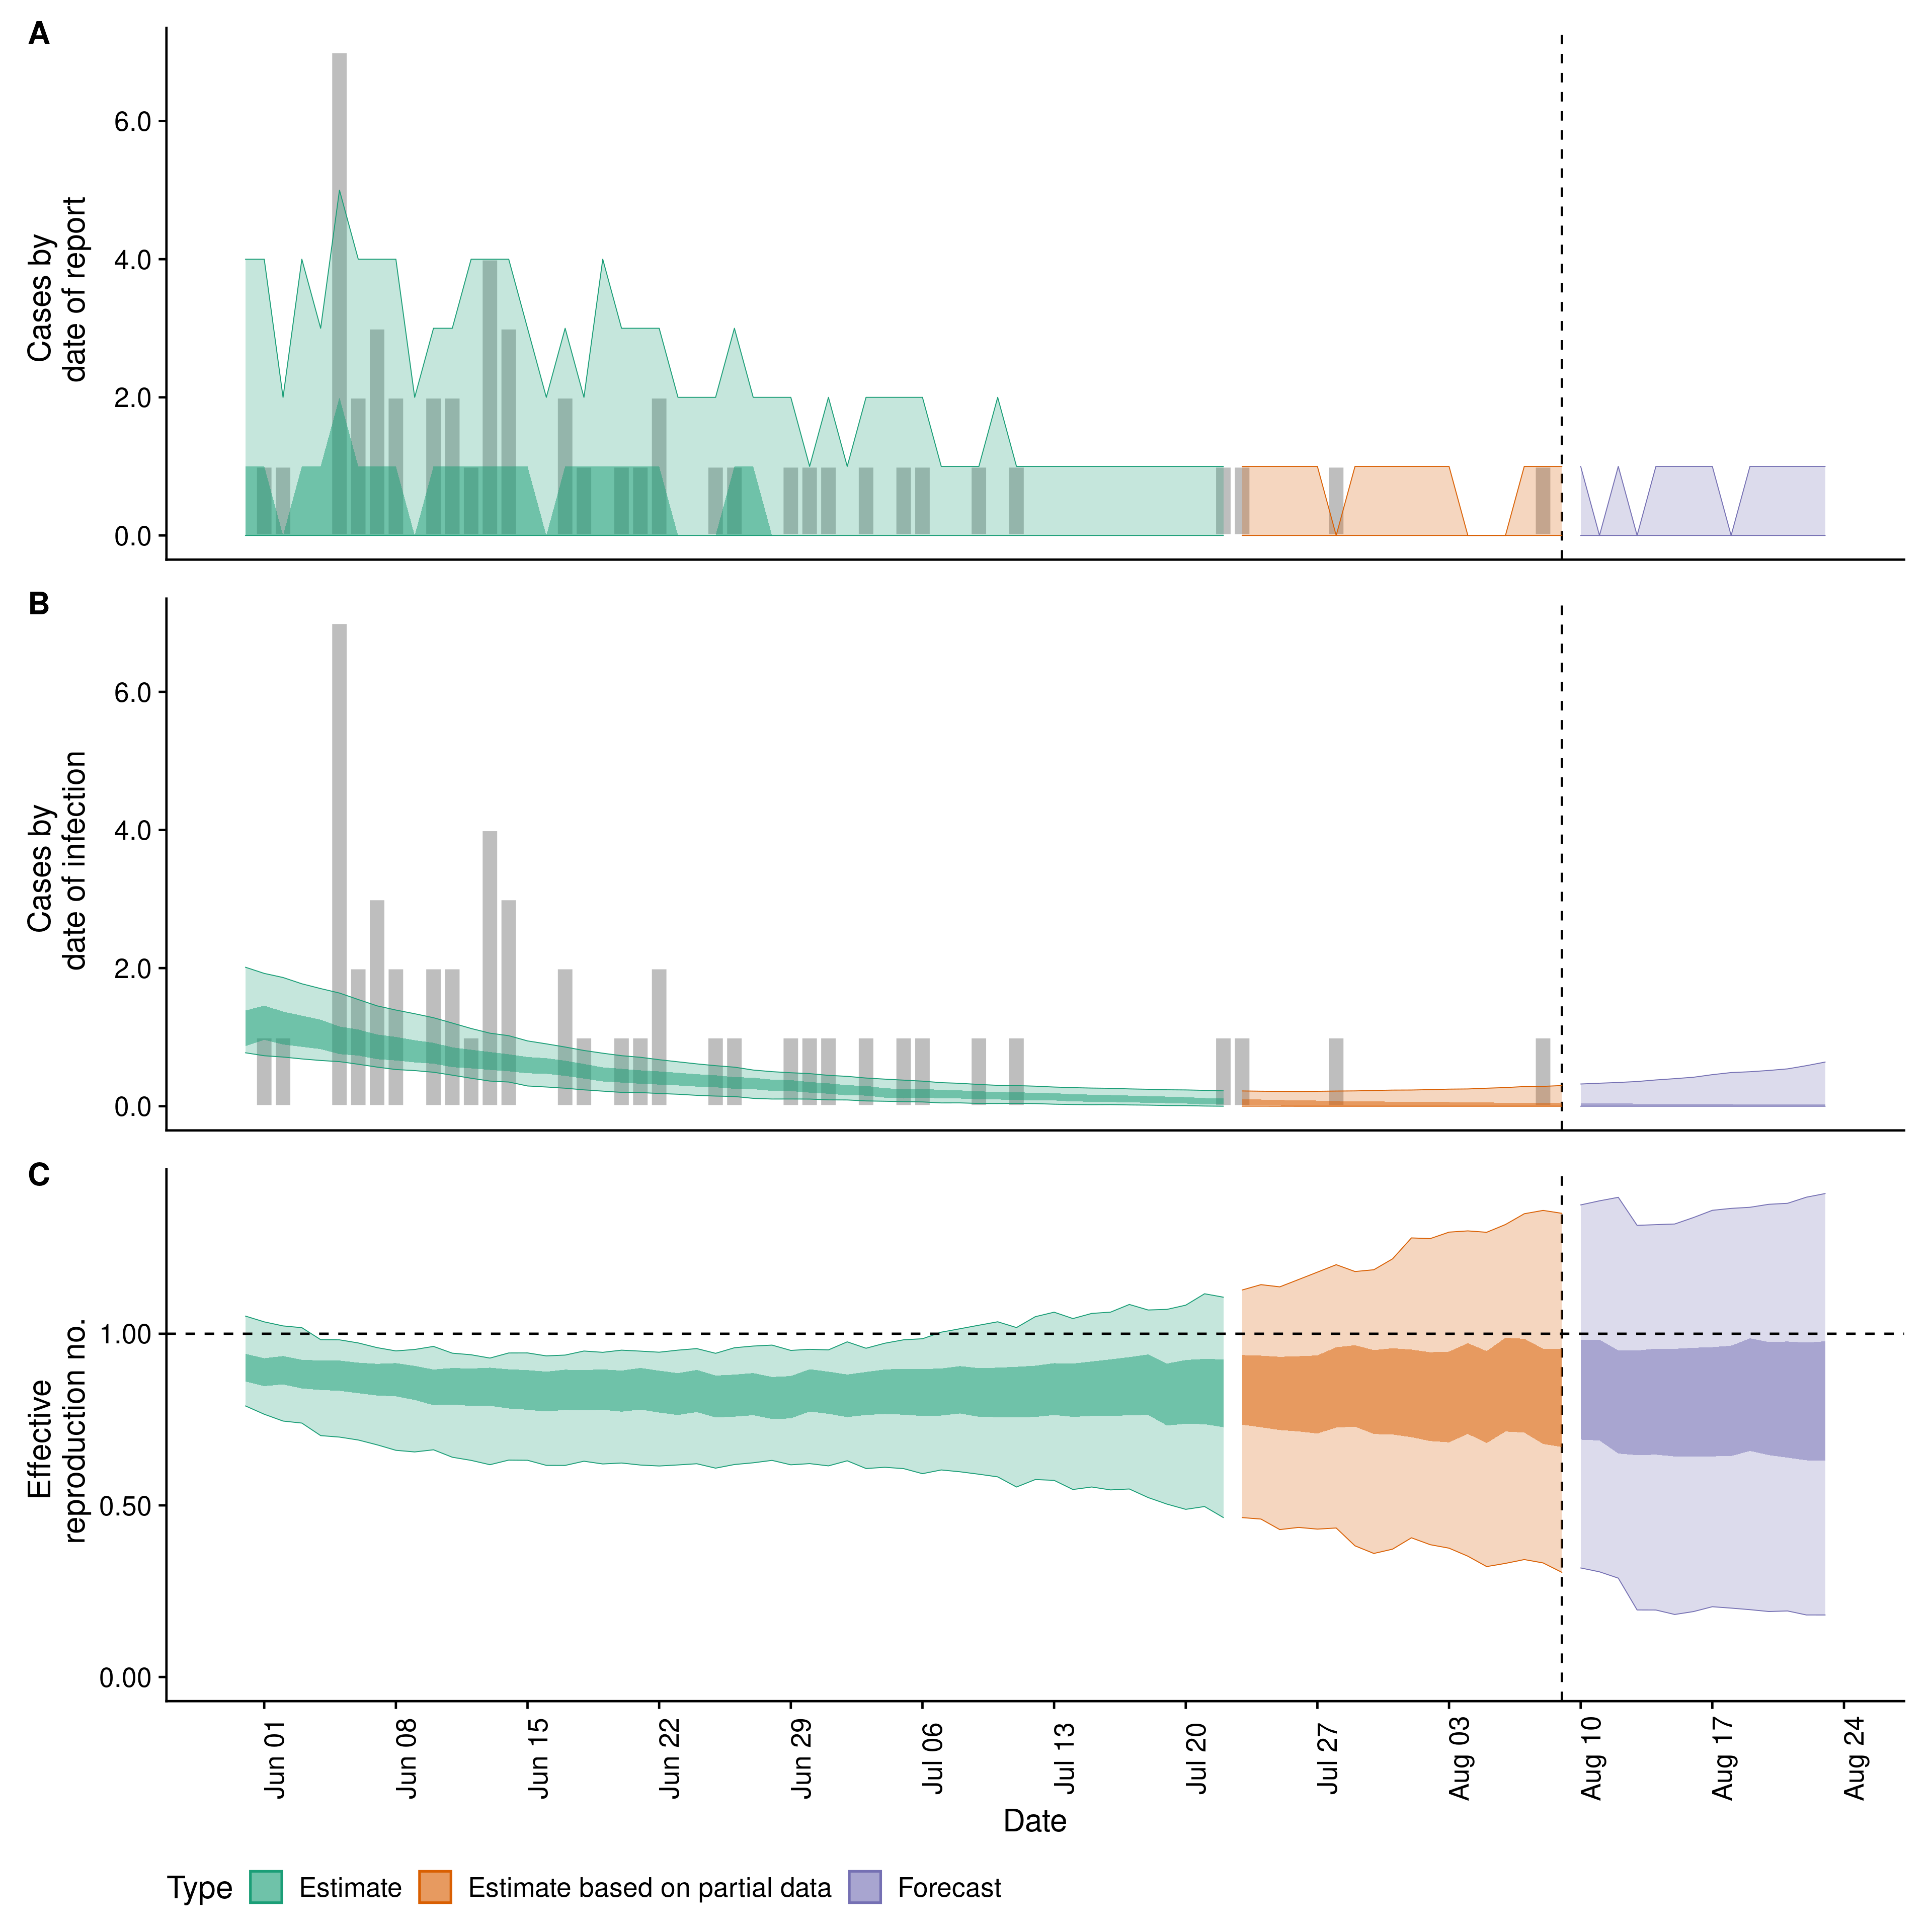 A
Cases by
date of report
6.0
4.0
2.0
0.0
B
Cases by
date of infection
6.0
4.0
2.0
0.0
C
Effective
reproduction no.
1.00
0.50
0.00
Jun 01
Jun 08
Jun 15
Jun 22
Jun 29
Jul 06
Jul 13
Jul 20
Jul 27
Aug 03
Aug 10
Aug 17
Aug 24
Date
Type Estimate Estimate based on partial data Forecast